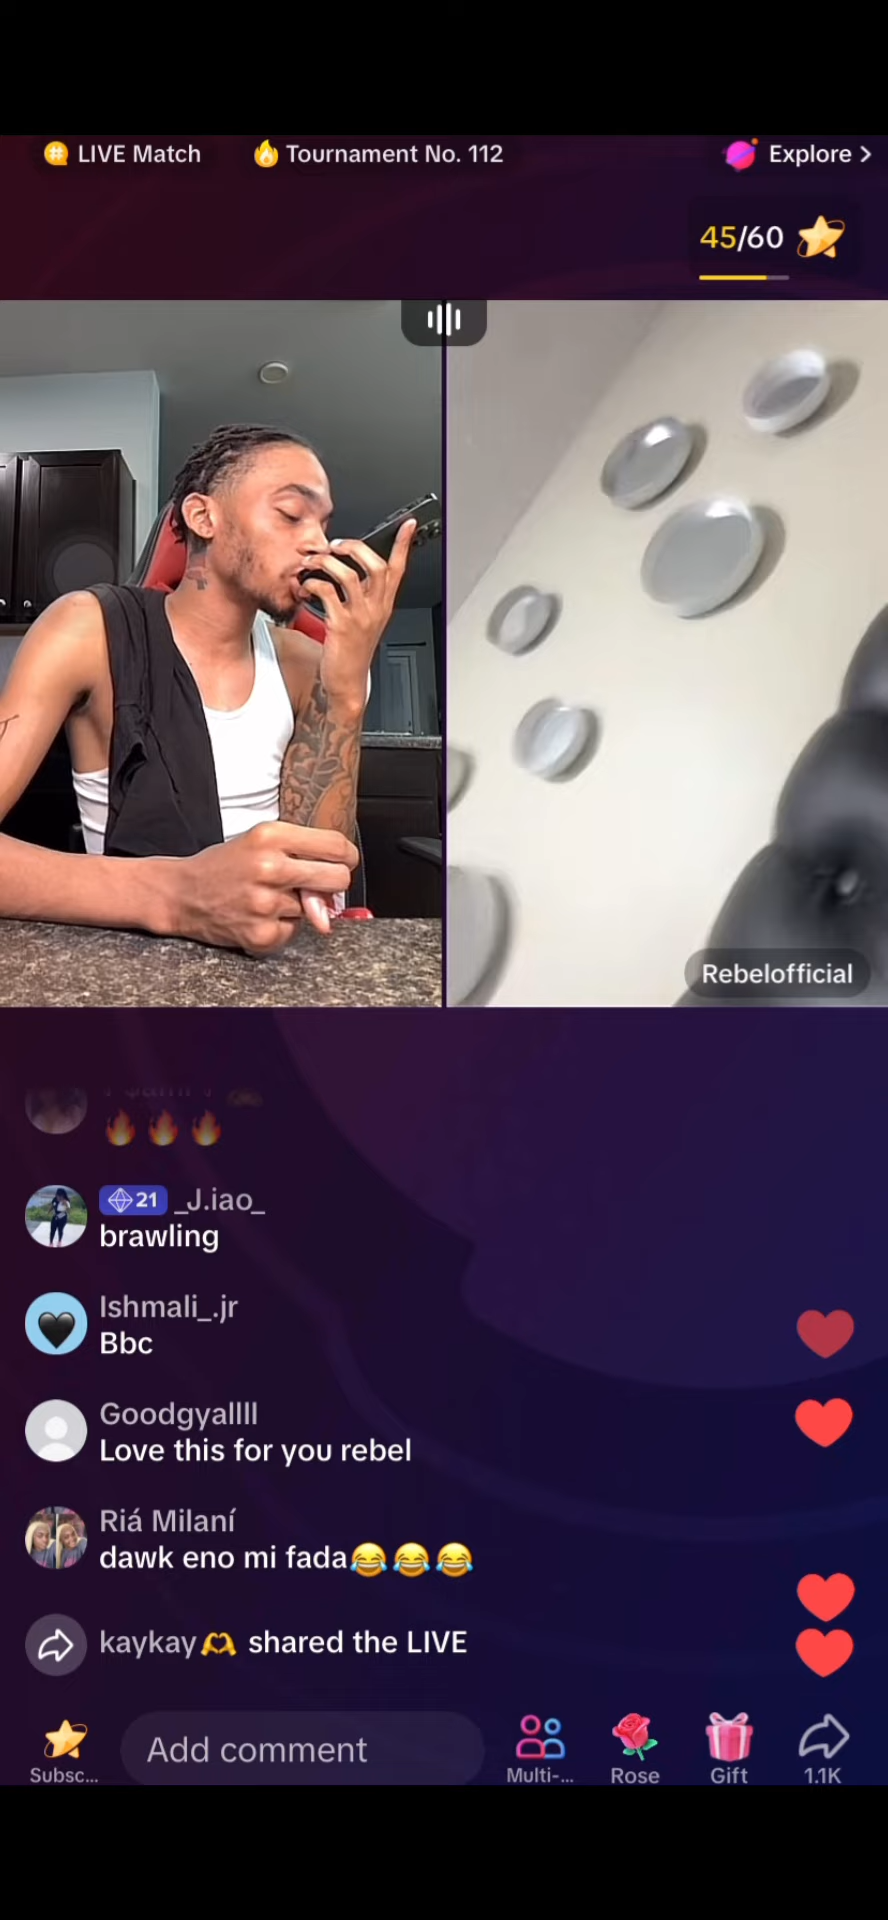 LIVE Match
Tournament No. 112
Explore >
45/60
Rebelofficial
🔥🔥🔥
21 _J.iao_
brawling
Ishmali_.jr
Bbc
Goodgyallll
Love this for you rebel
Riá Milaní
dawk eno mi fada😂😂😂
kaykay🫶 shared the LIVE
Add comment
Subsc...
Multi-...
Rose
Gift
1.1K